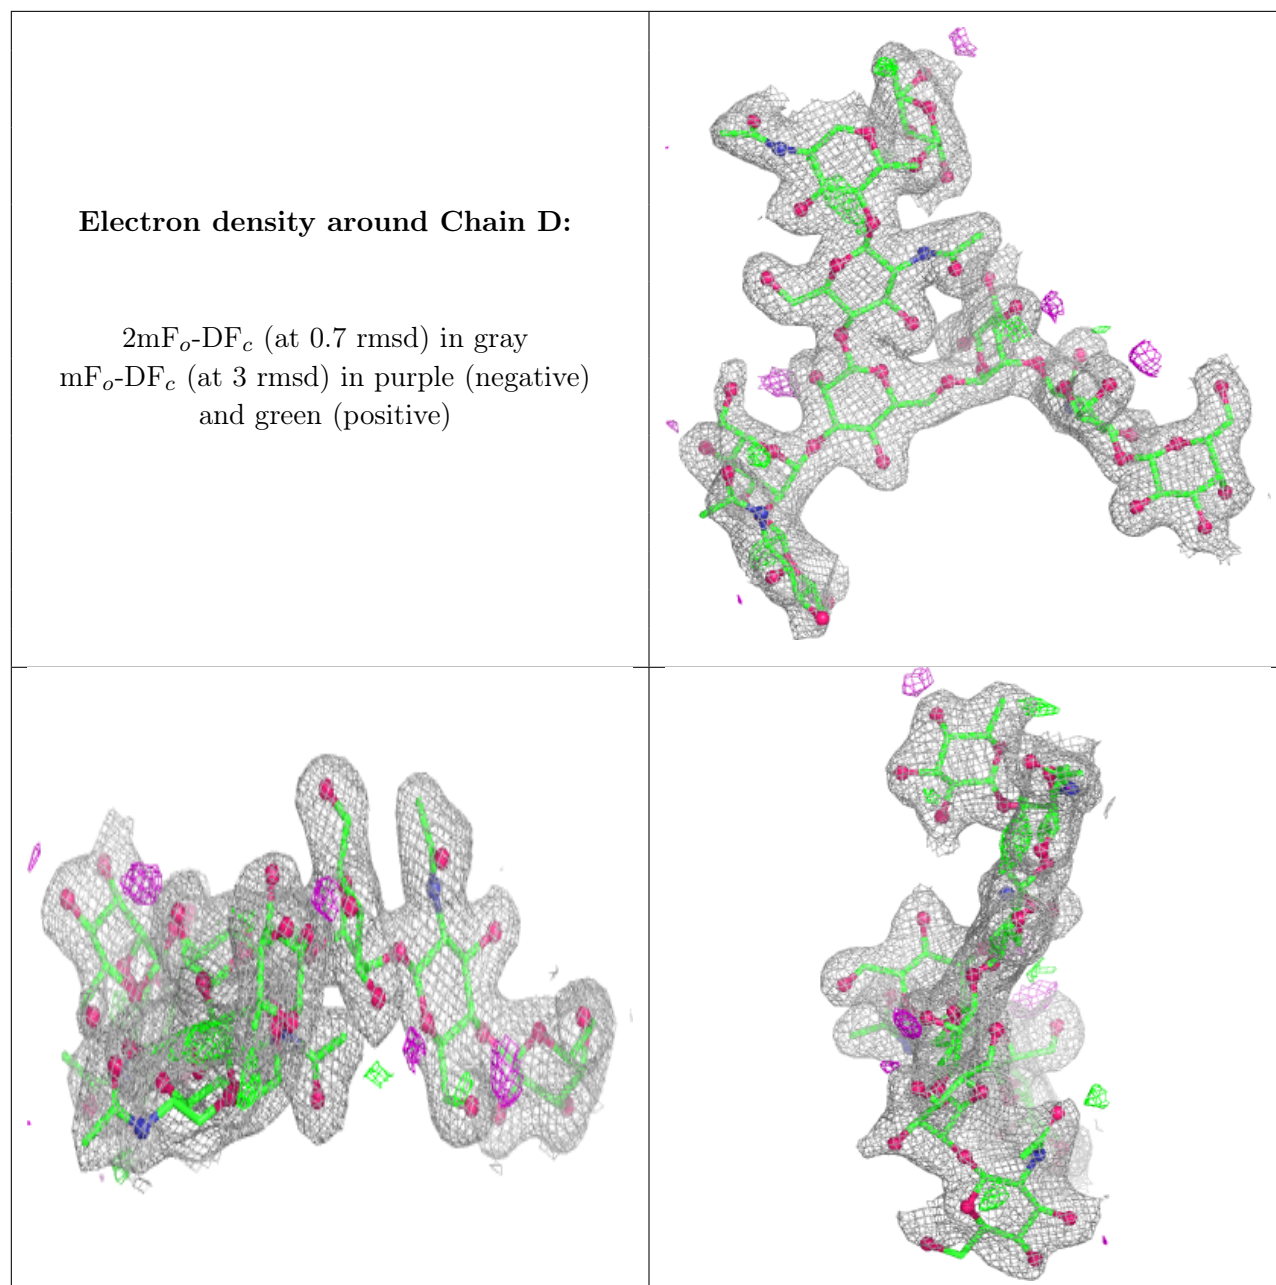 Electron density around Chain D:
2mFₒ-DF𝒸 (at 0.7 rmsd) in gray
mFₒ-DF𝒸 (at 3 rmsd) in purple (negative)
and green (positive)